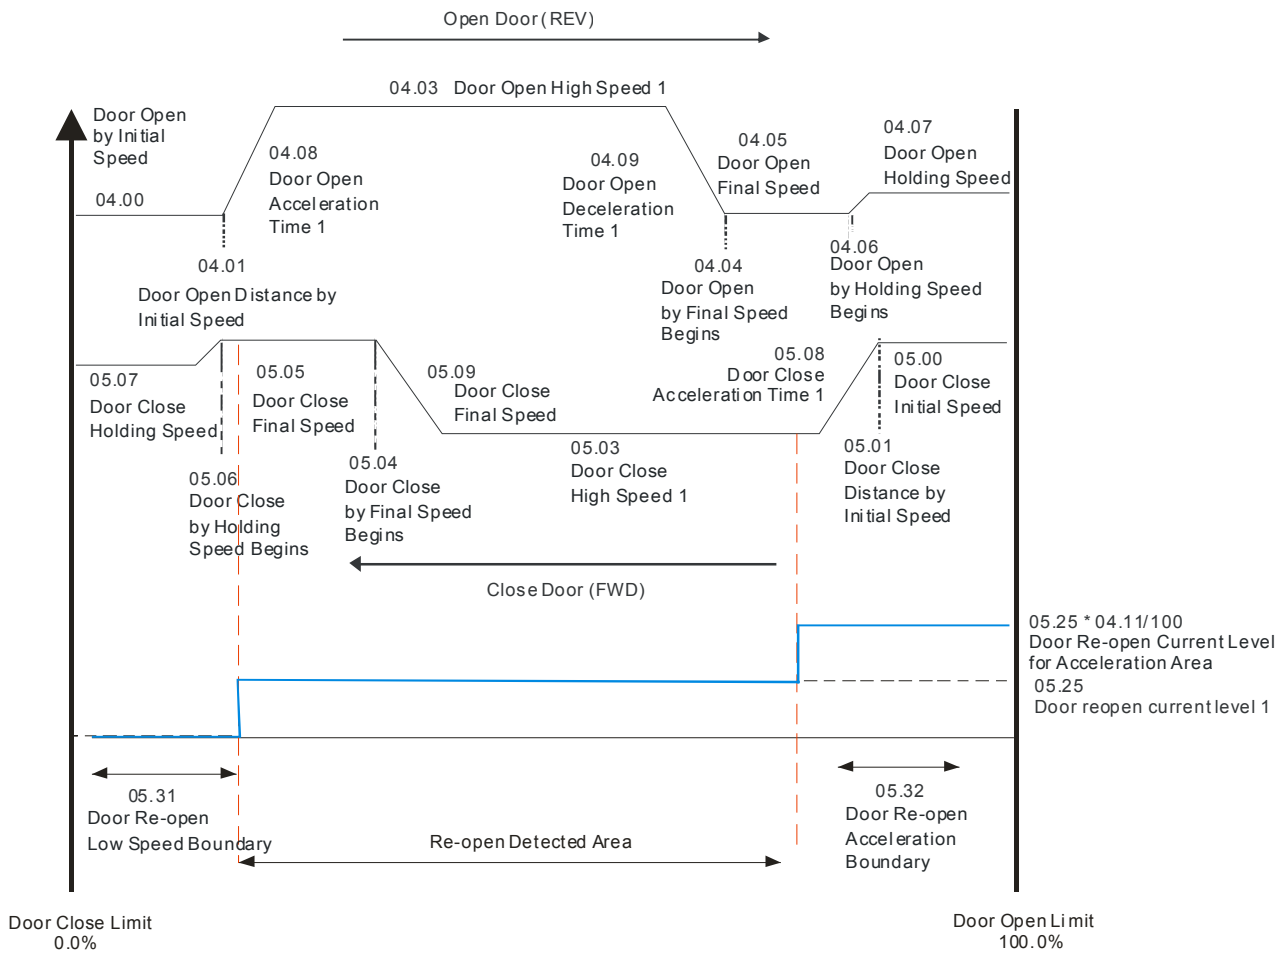 Open Door (REV)
04.03 Door Open High Speed 1
Door Open
by Initial
Speed
04.00
04.08
Door Open
Acceleration
Time 1
04.09
Door Open
Deceleration
Time 1
04.05
Door Open
Final Speed
04.07
Door Open
Holding Speed
04.01
Door Open Distance by
Initial Speed
04.04
Door Open
by Final Speed
Begins
04.06
Door Open
by Holding Speed
Begins
05.07
Door Close
Holding Speed
05.05
Door Close
Final Speed
05.09
Door Close
Final Speed
05.08
Door Close
Acceleration Time 1
05.00
Door Close
Initial Speed
05.06
Door Close
by Holding
Speed Begins
05.04
Door Close
by Final Speed
Begins
05.03
Door Close
High Speed 1
05.01
Door Close
Distance by
Initial Speed
Close Door (FWD)
05.25 * 04.11/100
Door Re-open Current Level
for Acceleration Area
05.25
Door reopen current level 1
05.31
Door Re-open
Low Speed Boundary
Re-open Detected Area
05.32
Door Re-open
Acceleration
Boundary
Door Close Limit
0.0%
Door Open Limit
100.0%